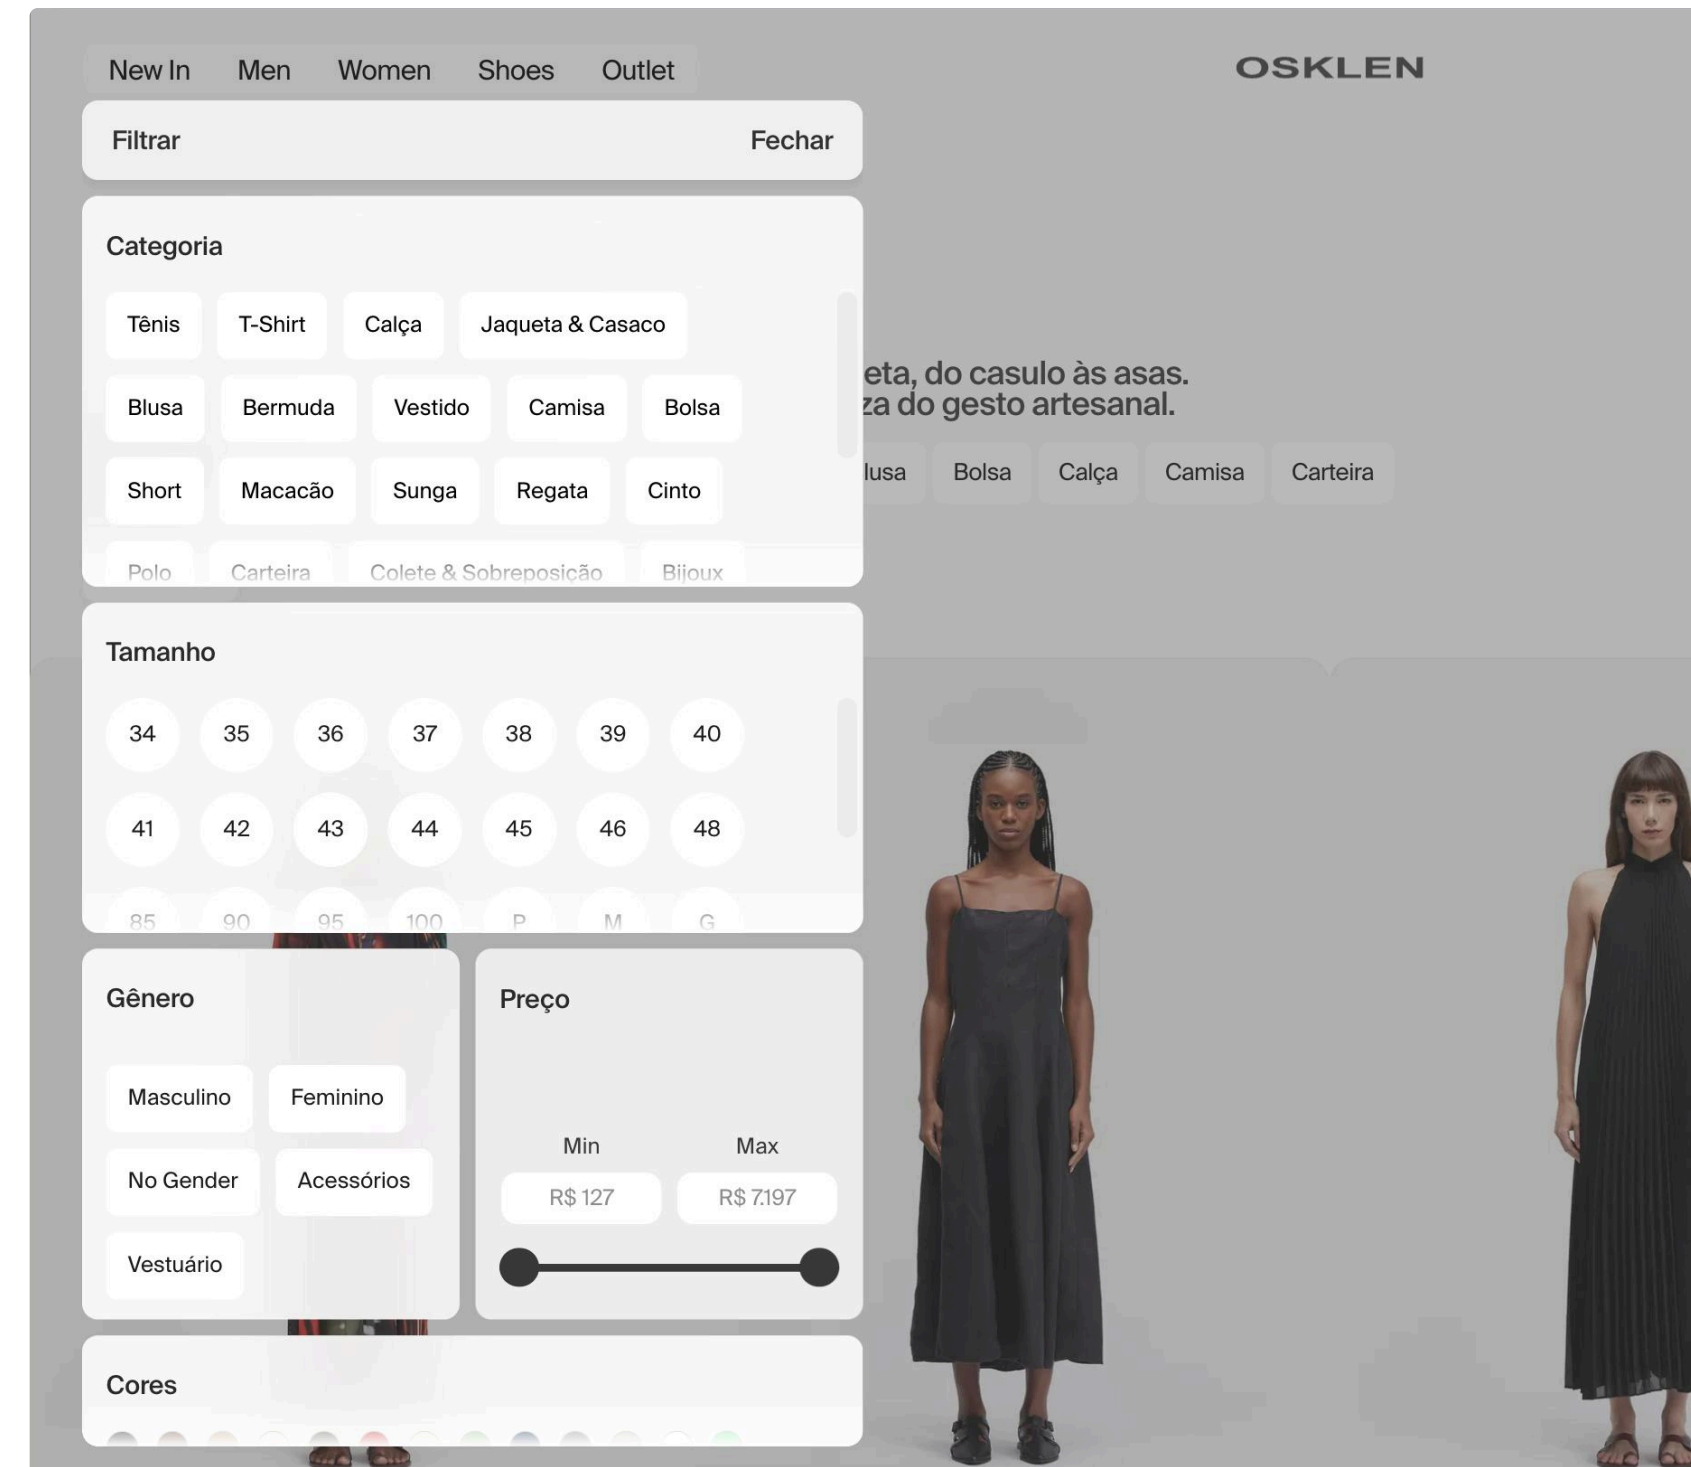 New In Men Women Shoes Outlet
OSKLEN
Filtrar Fechar
Categoria
Tênis T-Shirt Calça Jaqueta & Casaco
Blusa Bermuda Vestido Camisa Bolsa
Short Macacão Sunga Regata Cinto
Polo Carteira Colete & Sobreposição Bijoux
eta, do casulo às asas.
za do gesto artesanal.
lusa Bolsa Calça Camisa Carteira
Tamanho
34 35 36 37 38 39 40
41 42 43 44 45 46 48
85 90 95 100 P M G
Gênero
Masculino Feminino
No Gender Acessórios
Vestuário
Preço
Min Max
R$ 127 R$ 7.197
Cores